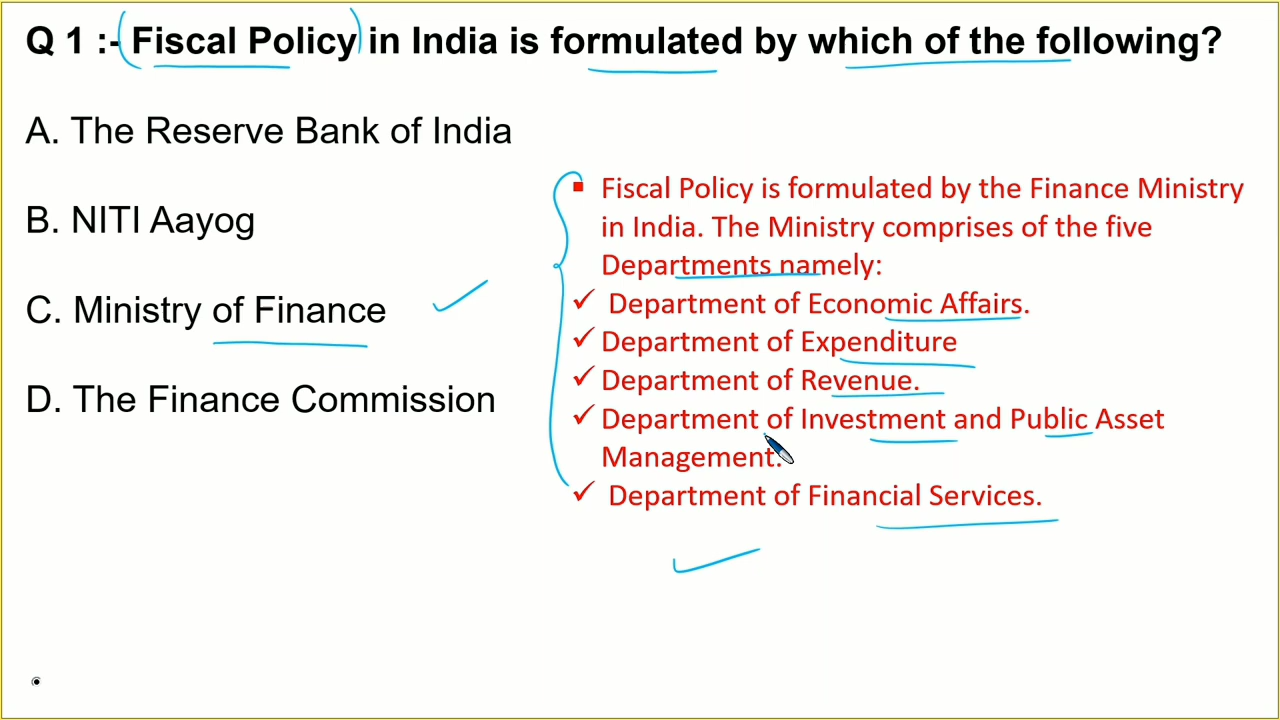 Q 1 :- Fiscal Policy in India is formulated by which of the following?
A. The Reserve Bank of India
B. NITI Aayog
C. Ministry of Finance
D. The Finance Commission
Fiscal Policy is formulated by the Finance Ministry
in India. The Ministry comprises of the five
Departments namely:
Department of Economic Affairs.
Department of Expenditure
Department of Revenue.
Department of Investment and Public Asset
Management.
Department of Financial Services.